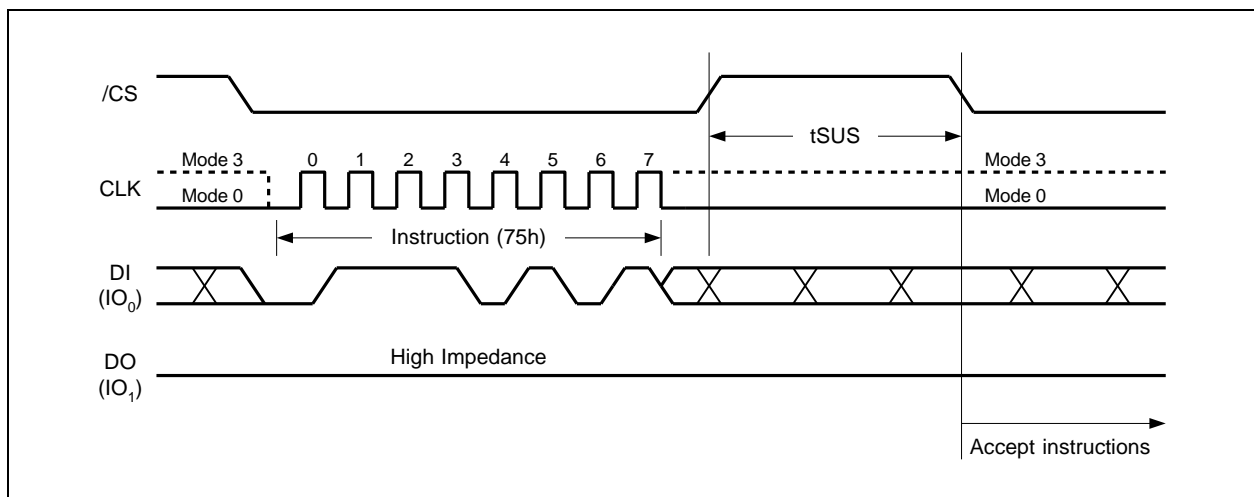 /CS
tSUS
Mode 3 0 1 2 3 4 5 6 7 Mode 3
CLK
Mode 0 Mode 0
Instruction (75h)
DI
(IO₀)
High Impedance
DO
(IO₁)
Accept instructions